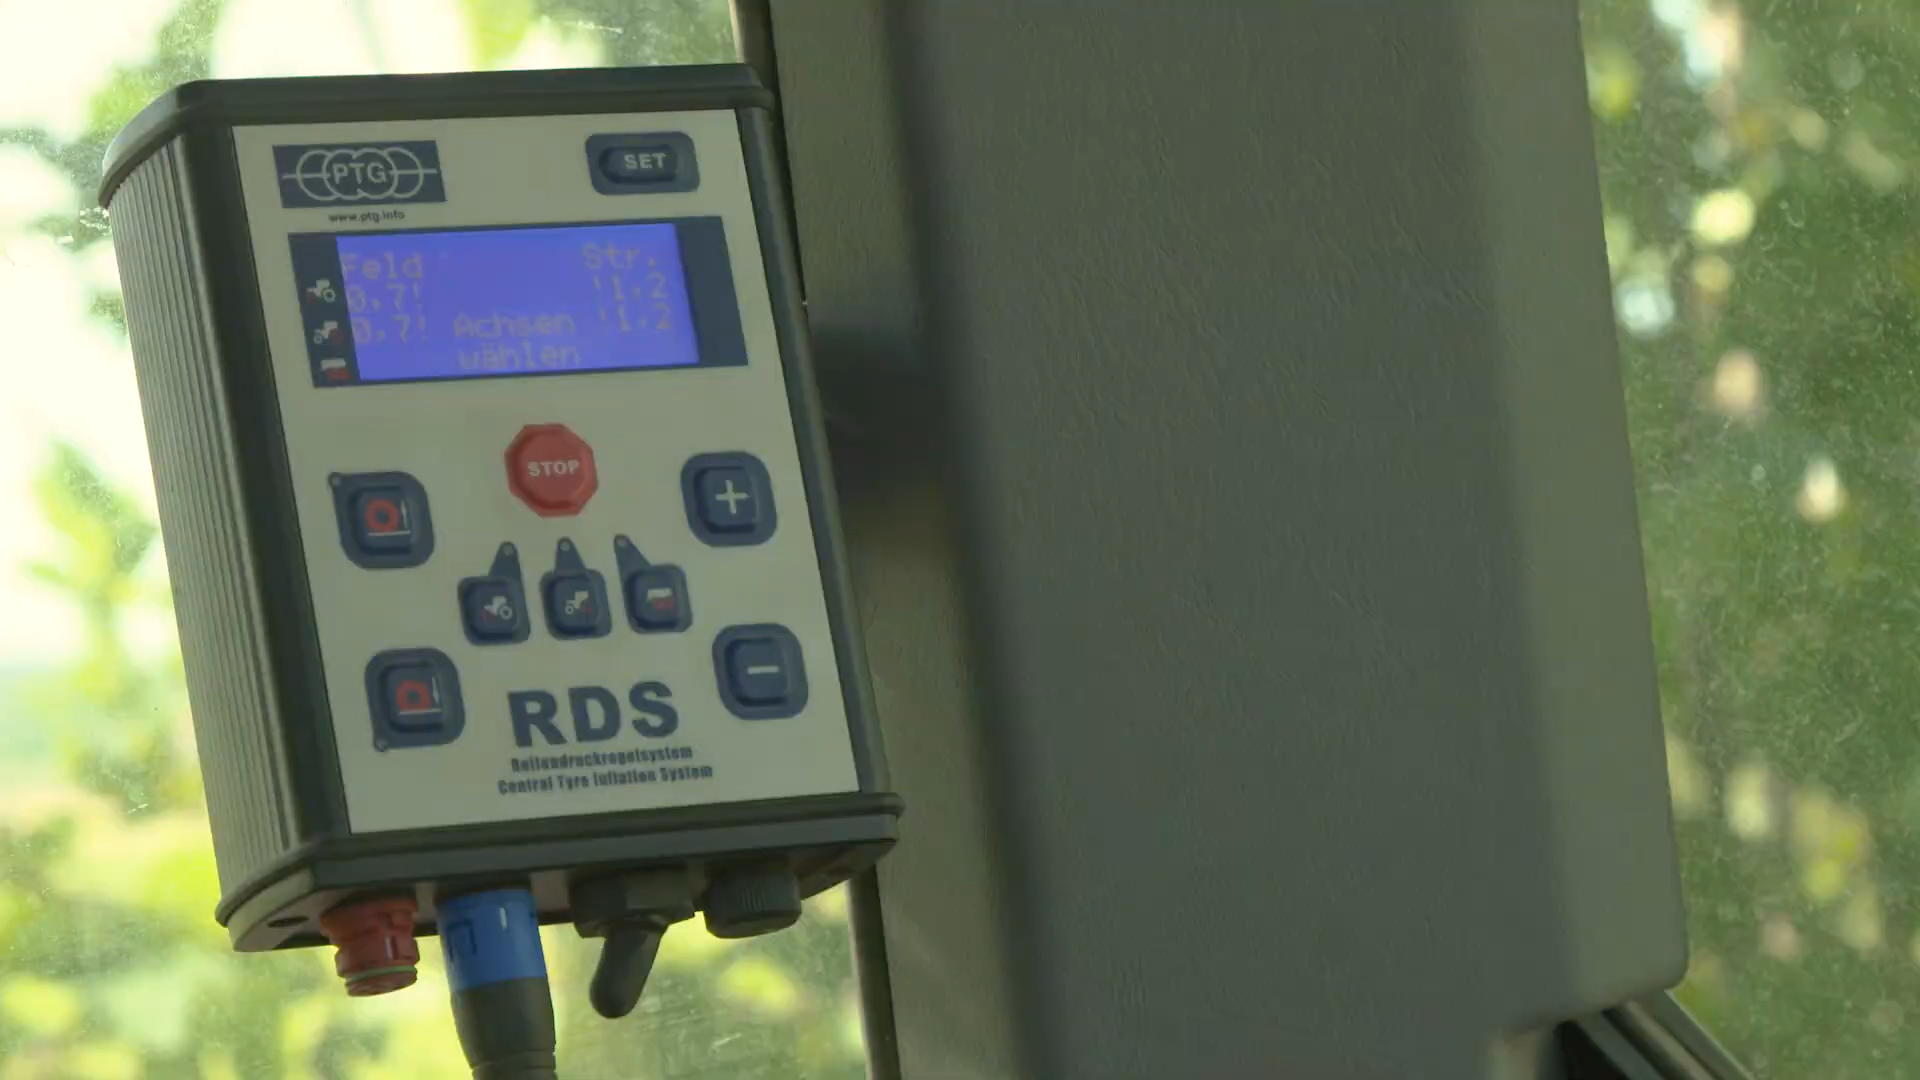 PTG
www.ptg.info
SET
Feld Str.
0,7! !1,2
0,7! Achsen !1,2
wählen
STOP
+
−
RDS
Reifendruckregelsystem
Central Tyre Inflation System